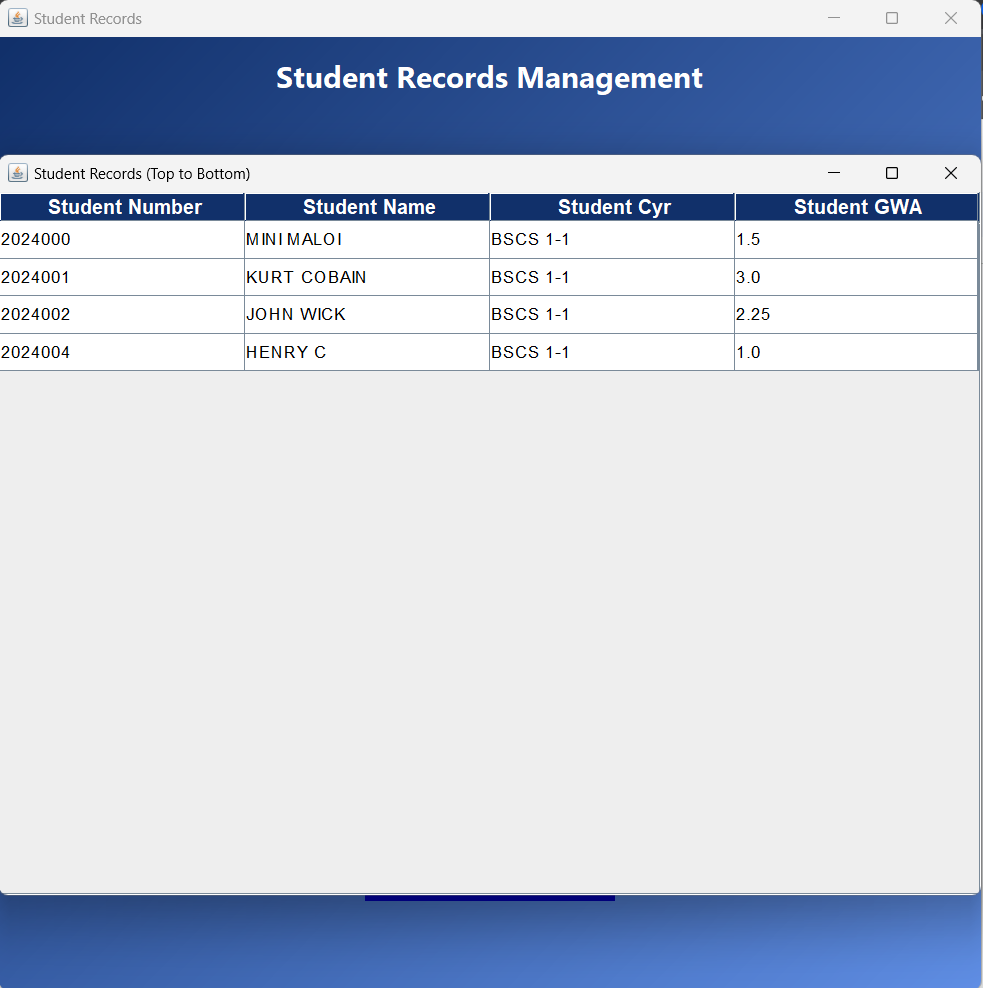 Student Records
Student Records Management
Student Records (Top to Bottom)
Student Number Student Name Student Cyr Student GWA
2024000 MINI MALOI BSCS 1-1 1.5
2024001 KURT COBAIN BSCS 1-1 3.0
2024002 JOHN WICK BSCS 1-1 2.25
2024004 HENRY C BSCS 1-1 1.0